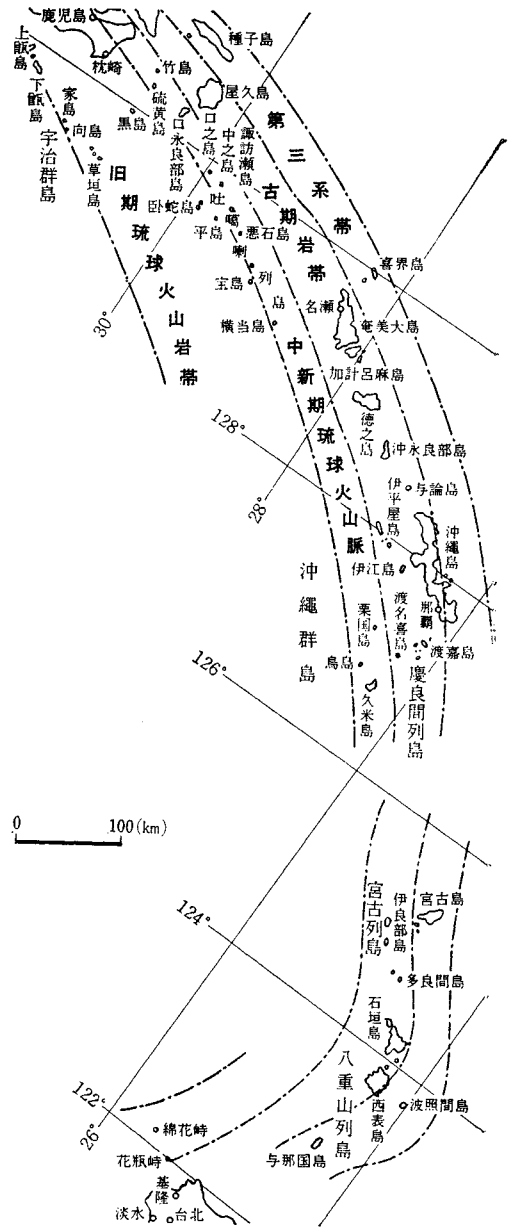 鹿児島
上甑島
下甑島
枕崎
竹島
種子島
家島
向島
宇治群島
草垣島
黒島
硫黄島
口永良部島
屋久島
口之島
中之島
諏訪瀬島
臥蛇島
平島
悪石島
吐噶喇列島
宝島
横当島
第三系帯
古期岩帯
旧期琉球火山岩帯
中新期琉球火山脈
30°
喜界島
名瀬
奄美大島
加計呂麻島
徳之島
128°
28°
沖永良部島
与論島
伊平屋島
伊江島
沖縄島
沖縄群島
那覇
粟国島
渡名喜島
渡嘉島
鳥島
久米島
慶良間列島
126°
0 100(km)
124°
宮古列島
伊良部島
宮古島
多良間島
石垣島
八重山列島
西表島
波照間島
与那国島
122°
26°
綿花峙
花瓶峙
基隆
淡水
台北